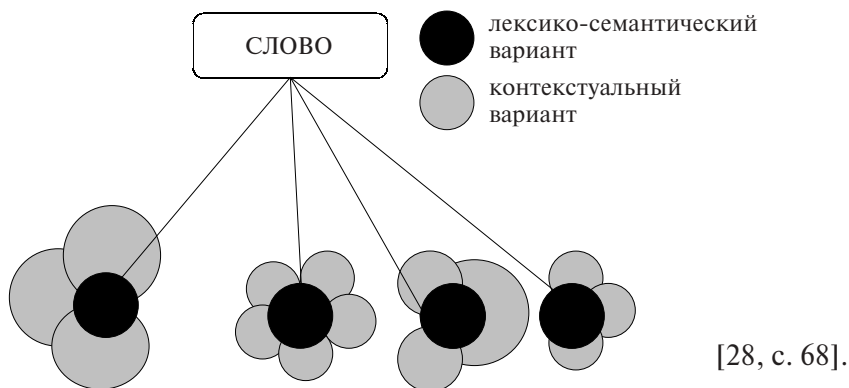 СЛОВО
лексико-семантический
вариант
контекстуальный
вариант
[28, с. 68].